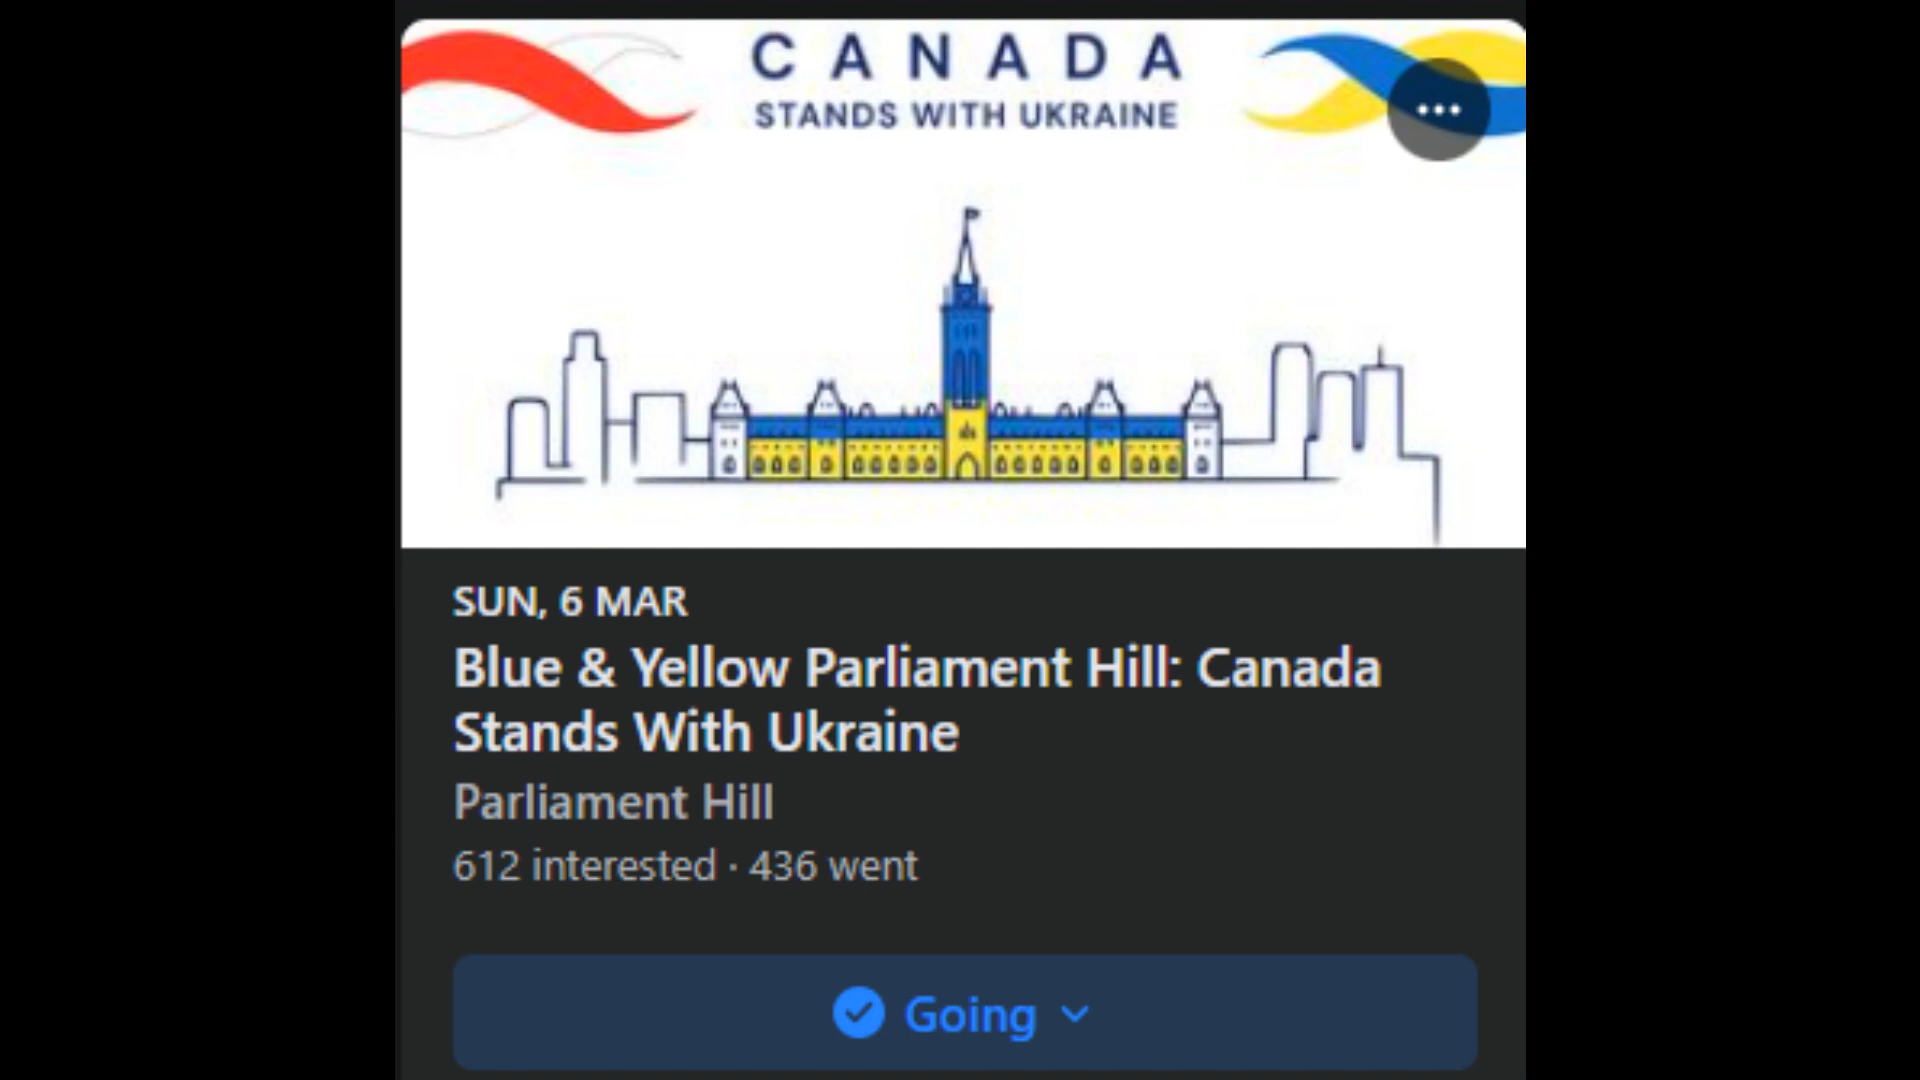 CANADA
STANDS WITH UKRAINE
SUN, 6 MAR
Blue & Yellow Parliament Hill: Canada
Stands With Ukraine
Parliament Hill
612 interested · 436 went
Going